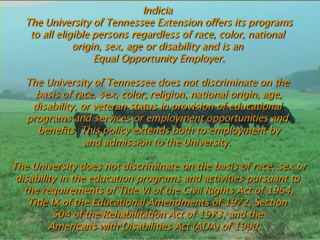 Indicia
The University of Tennessee Extension offers its programs
to all eligible persons regardless of race, color, national
origin, sex, age or disability and is an
Equal Opportunity Employer.
The University of Tennessee does not discriminate on the
basis of race, sex, color, religion, national origin, age,
disability, or veteran status in provision of educational
programs and services or employment opportunities and
benefits. This policy extends both to employment by
and admission to the University.
The University does not discriminate on the basis of race, sex or
disability in the education programs and activities pursuant to
the requirements of Title VI of the Civil Rights Act of 1964,
Title IX of the Educational Amendments of 1972, Section
504 of the Rehabilitation Act of 1973, and the
Americans with Disabilities Act (ADA) of 1990.